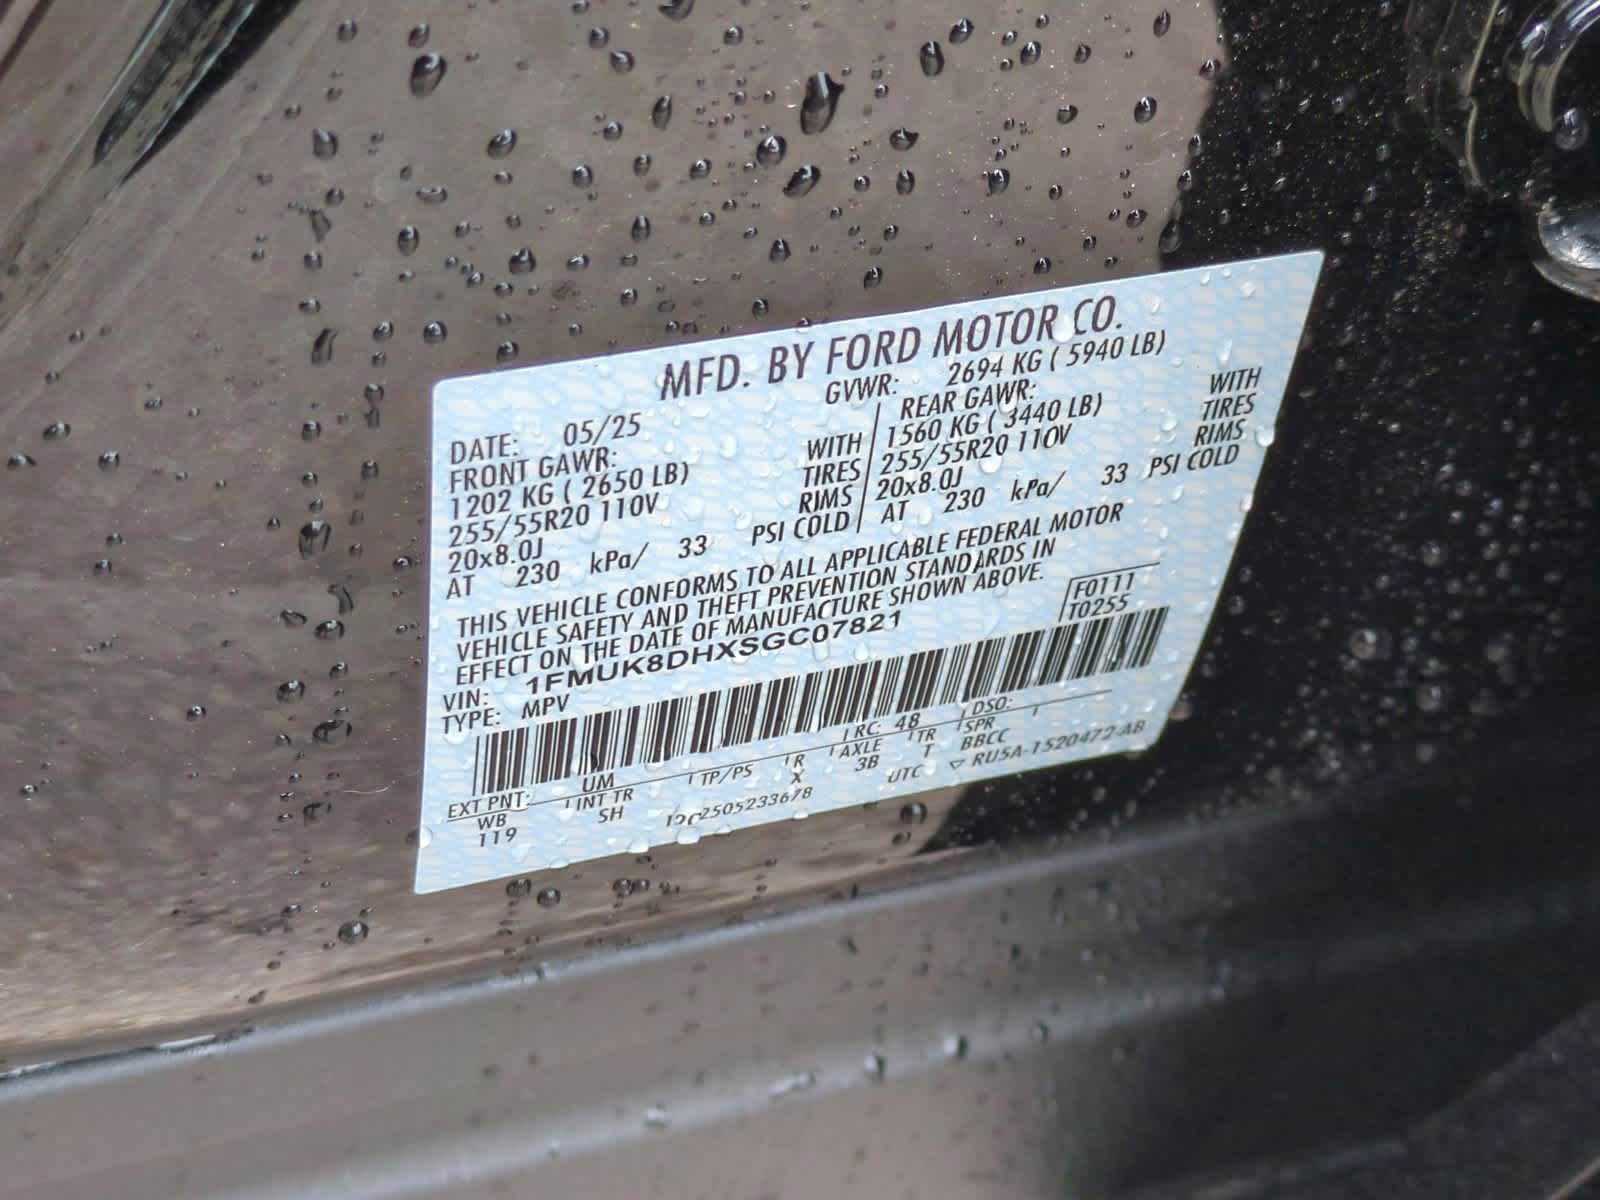 MFD. BY FORD MOTOR CO.
DATE: 05/25
GVWR: 2694 KG ( 5940 LB)
FRONT GAWR:
1202 KG ( 2650 LB) WITH
255/55R20 110V TIRES
20x8.0J RIMS
AT 230 kPa/ 33 PSI COLD
REAR GAWR:
1560 KG ( 3440 LB) WITH
255/55R20 110V TIRES
20x8.0J RIMS
AT 230 kPa/ 33 PSI COLD
THIS VEHICLE CONFORMS TO ALL APPLICABLE FEDERAL MOTOR
VEHICLE SAFETY AND THEFT PREVENTION STANDARDS IN
EFFECT ON THE DATE OF MANUFACTURE SHOWN ABOVE.
VIN: 1FMUK8DHXSGC07821
TYPE: MPV
F0111
T0255
EXT PNT: UM RC: 48 DSO:
WB INT TR TP/PS R AXLE TR SPR
119 SH X 3B T BBCC
UTC ▽ RU5A-1520472-AB